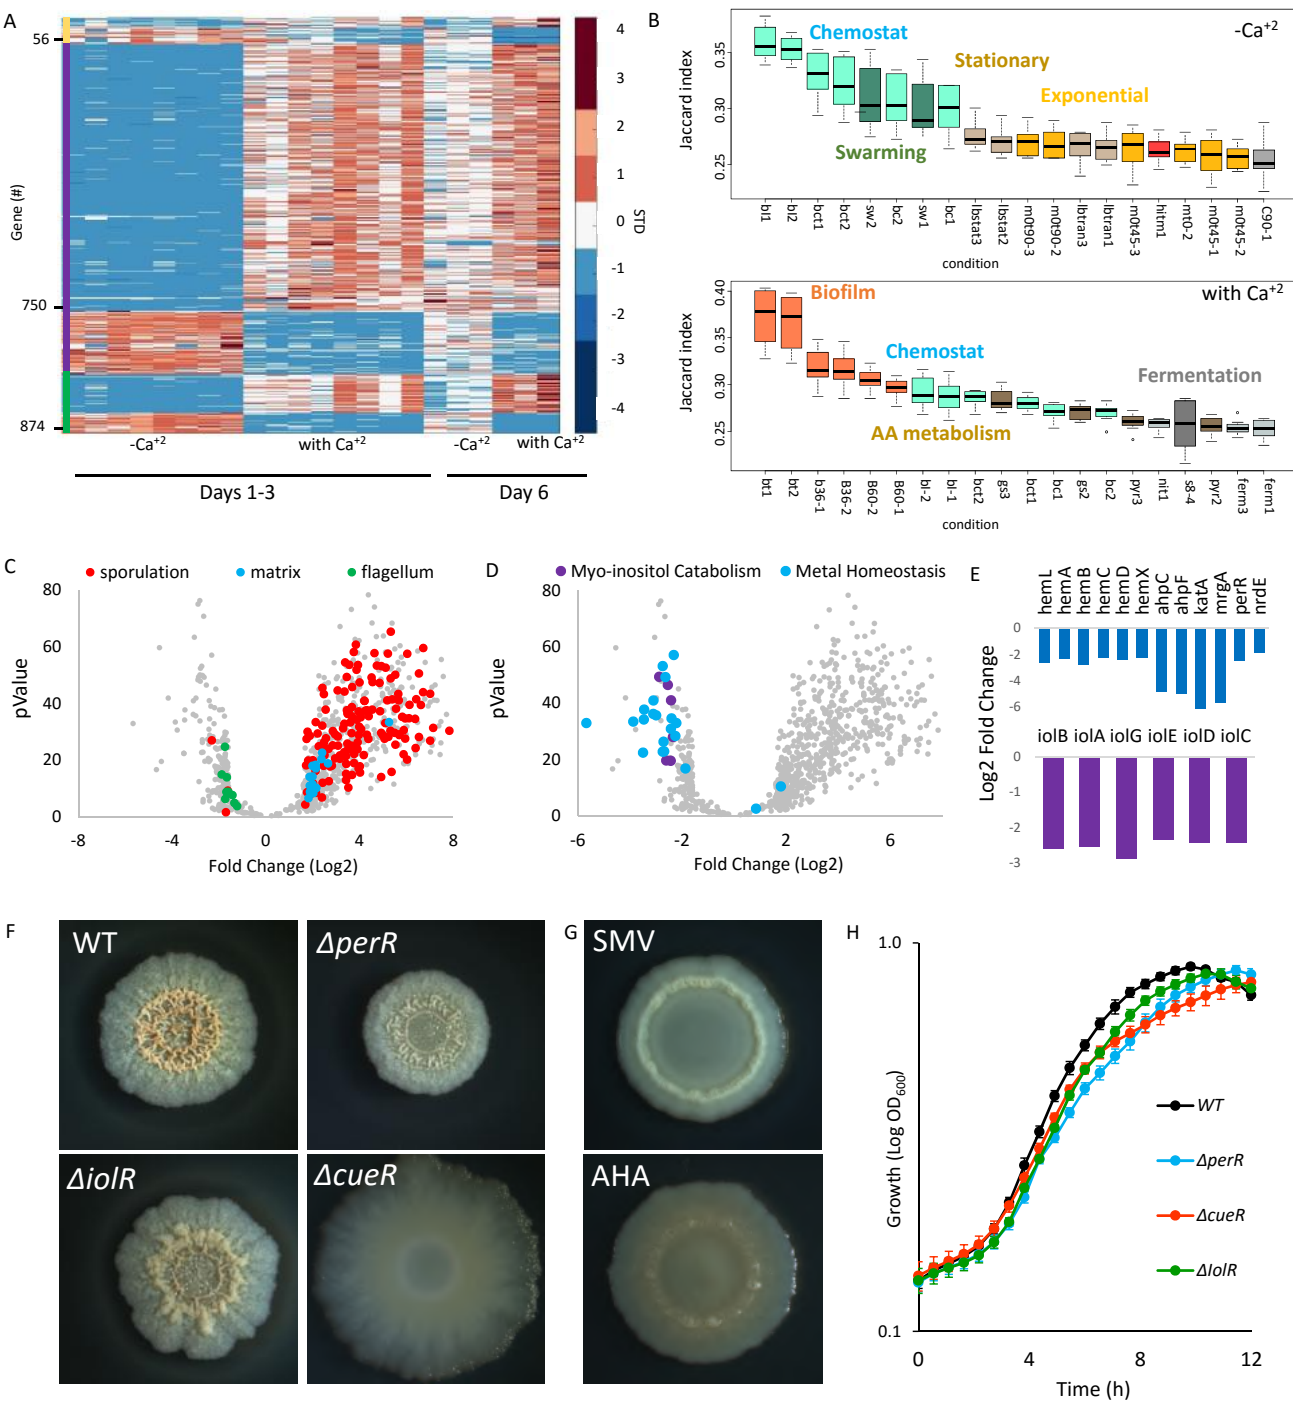 A
56
Gene (#)
750
874
-Ca+2
with Ca+2
-Ca+2
with Ca+2
Days 1-3
Day 6
4
3
2
1
0
-1
-2
-3
-4
STD
B
Jaccard index
0.35
0.30
0.25
Chemostat
-Ca+2
Stationary
Exponential
Swarming
bl1
bl2
bct1
bct2
sw2
bc2
sw1
bc1
lbstat3
lbstat2
m0t90-3
m0t90-2
lbtran3
lbtran1
m0t45-3
hitm1
mt0-2
m0t45-1
m0t45-2
C90-1
condition
Jaccard index
0.40
0.35
0.30
0.25
Biofilm
with Ca+2
Chemostat
Fermentation
AA metabolism
bt1
bt2
b36-1
B36-2
B60-2
B60-1
bl-2
bl-1
bct2
gs3
bct1
bc1
gs2
bc2
pyr3
nit1
s8-4
pyr2
ferm3
ferm1
condition
C
sporulation
matrix
flagellum
pValue
80
60
40
20
0
-8
-4
0
4
8
Fold Change (Log2)
D
Myo-inositol Catabolism
Metal Homeostasis
pValue
80
60
40
20
0
-6
-2
2
6
Fold Change (Log2)
E
hemL
hemA
hemB
hemC
hemD
hemX
ahpC
ahpF
katA
mrgA
perR
nrdE
Log2 Fold Change
0
-2
-4
-6
iolB iolA iolG iolE iolD iolC
0
-1
-2
-3
F
WT
ΔperR
ΔiolR
ΔcueR
G
SMV
AHA
H
1.0
0.1
Growth (Log OD600)
WT
ΔperR
ΔcueR
ΔIolR
0
4
8
12
Time (h)